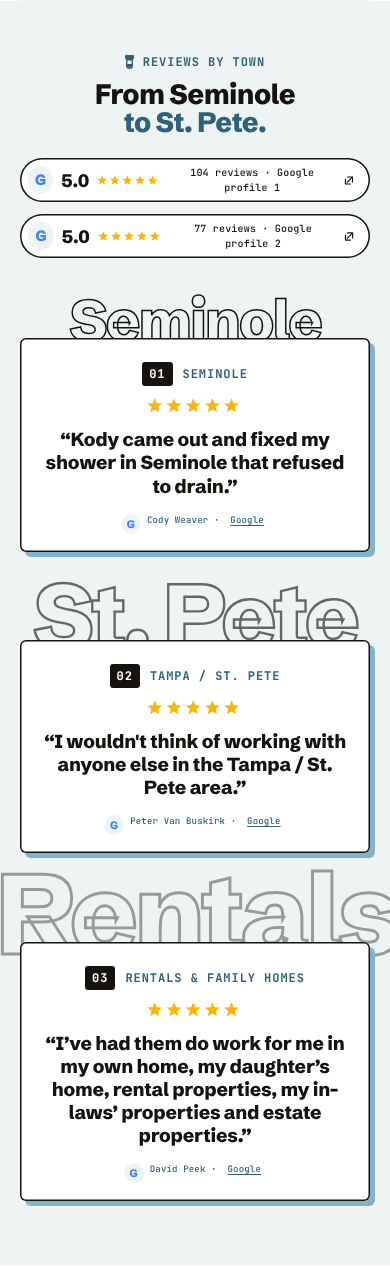 REVIEWS BY TOWN
From Seminole
to St. Pete.
G 5.0 104 reviews · Google
profile 1
G 5.0 77 reviews · Google
profile 2
Seminole
01 SEMINOLE
“Kody came out and fixed my
shower in Seminole that refused
to drain.”
G Cody Weaver · Google
St. Pete
02 TAMPA / ST. PETE
“I wouldn't think of working with
anyone else in the Tampa / St.
Pete area.”
G Peter Van Buskirk · Google
Rentals
03 RENTALS & FAMILY HOMES
“I’ve had them do work for me in
my own home, my daughter’s
home, rental properties, my in-
laws’ properties and estate
properties.”
G David Peek · Google